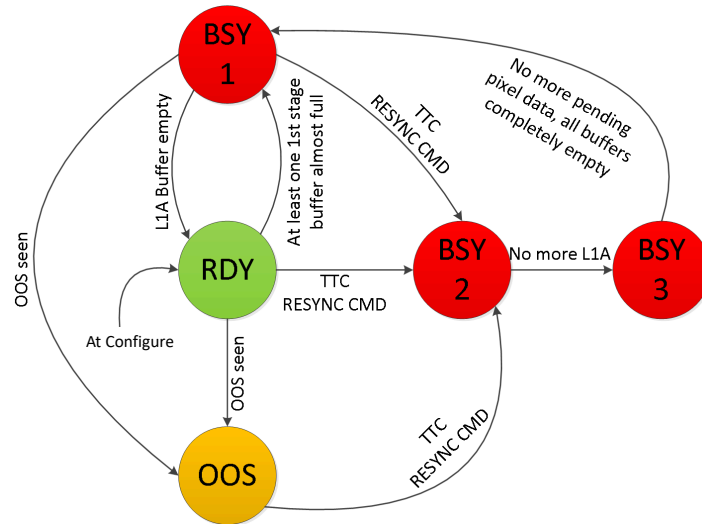 BSY
1
No more pending
pixel data, all buffers
completely empty
TTC
RESYNC CMD
L1A Buffer empty
At least one 1st stage
buffer almost full
OOS seen
RDY
TTC
RESYNC CMD
BSY
2
No more L1A
BSY
3
At Configure
OOS seen
OOS
TTC
RESYNC CMD